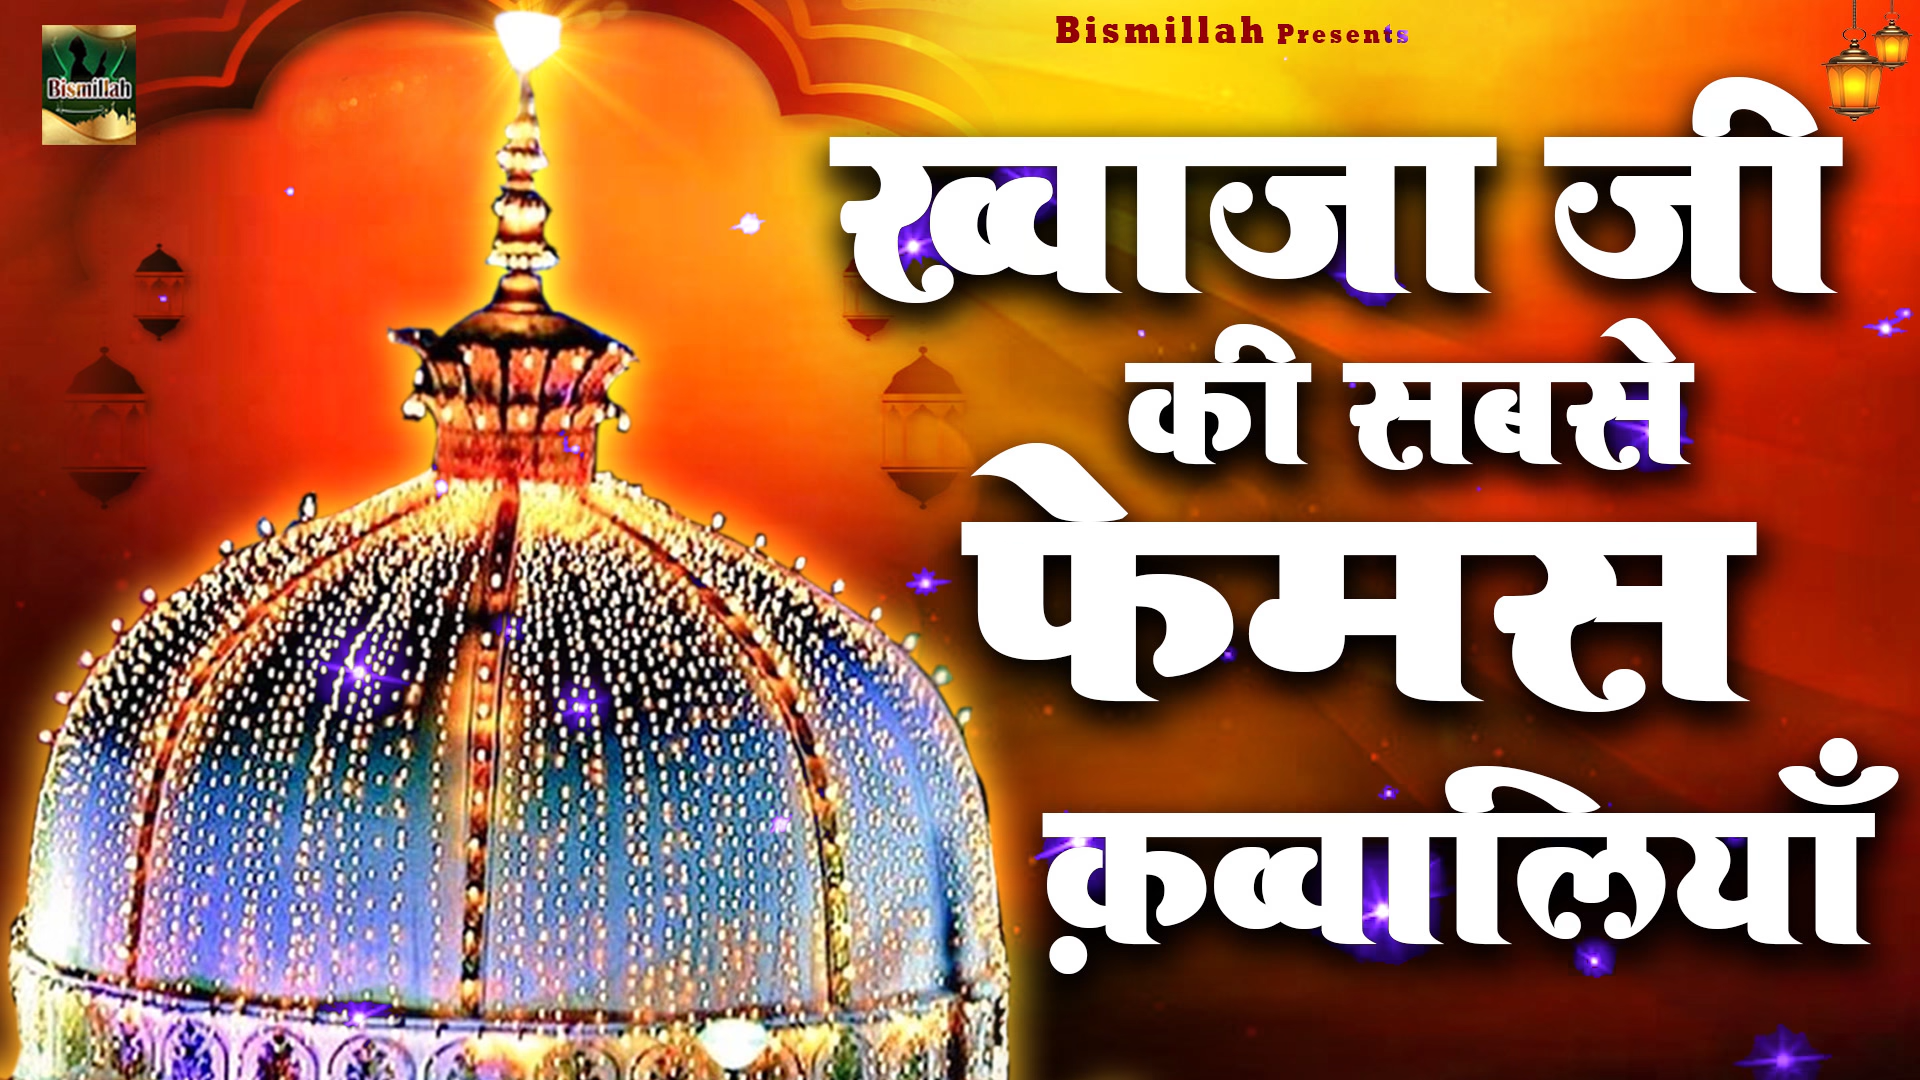 Bismillah
Bismillah Presents
ख्वाजा जी
की सबसे
फेमस
क़व्वालियाँ